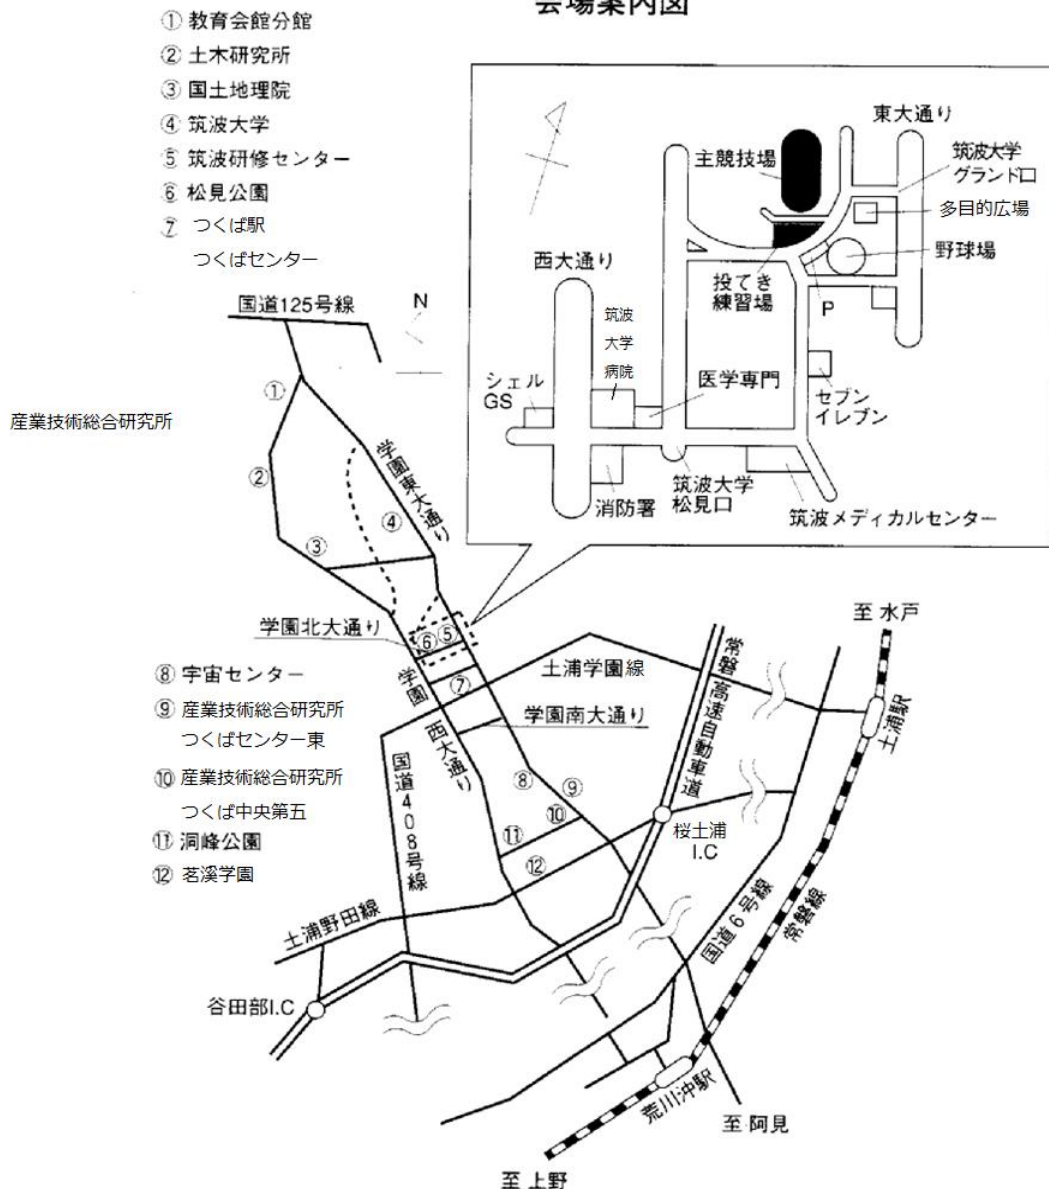 会場案内図
① 教育会館分館
② 土木研究所
③ 国土地理院
④ 筑波大学
⑤ 筑波研修センター
⑥ 松見公園
⑦ つくば駅
つくばセンター
東大通り
主競技場
筑波大学
グランド口
多目的広場
野球場
西大通り
投てき
練習場
P
筑波
大学
病院
医学専門
シェル
GS
セブン
イレブン
消防署
筑波大学
松見口
筑波メディカルセンター
国道125号線
N
①
産業技術総合研究所
②
学園東大通り
④
③
学園北大通り
⑥
⑤
至 水戸
⑧ 宇宙センター
⑨ 産業技術総合研究所
つくばセンター東
⑩ 産業技術総合研究所
つくば中央第五
⑪ 洞峰公園
⑫ 茗溪学園
学園
西大通り
⑦
土浦学園線
学園南大通り
常磐高速自動車道
土浦駅
国道408号線
⑧
⑨
⑩
⑪
⑫
桜土浦
I.C
土浦野田線
谷田部I.C
国道6号線
常磐線
荒川沖駅
至 阿見
至 上野